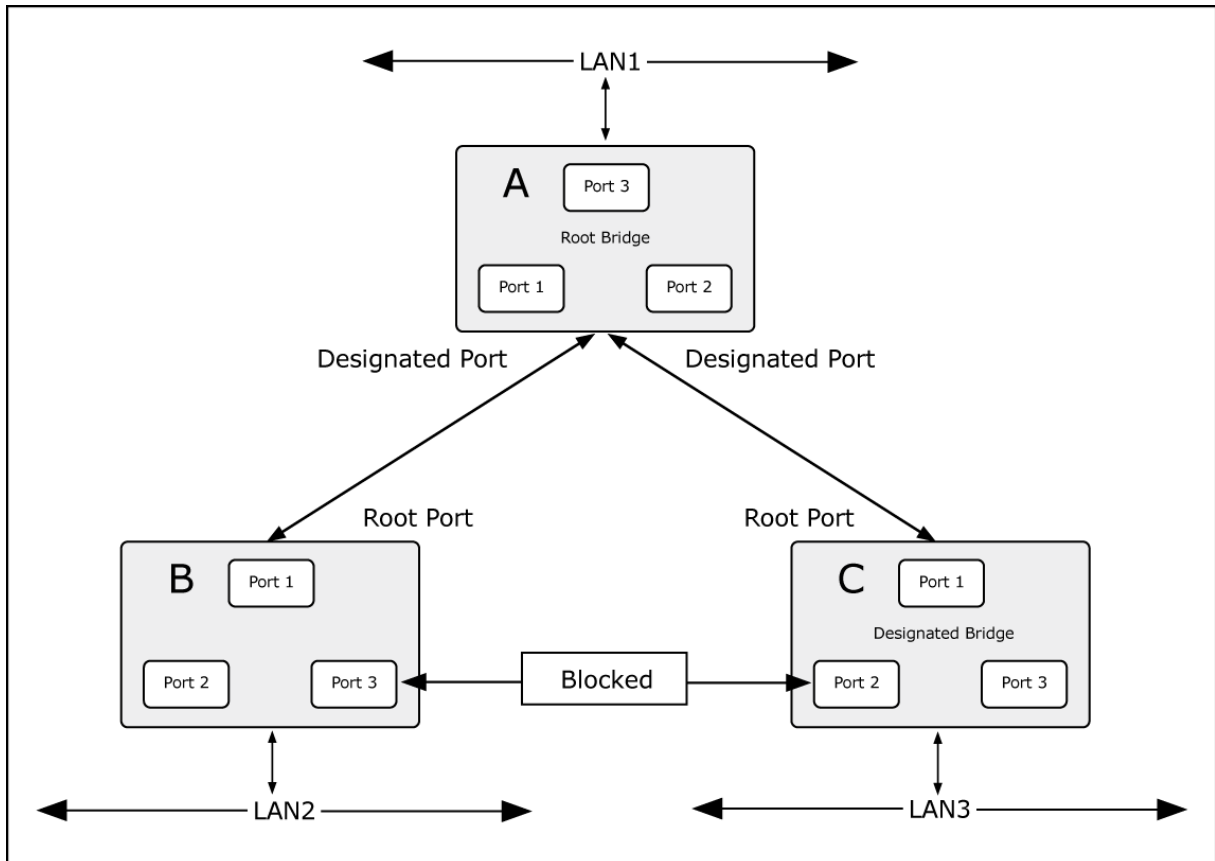 LAN1
A
Port 3
Root Bridge
Port 1
Port 2
Designated Port
Designated Port
Root Port
Root Port
B
Port 1
Port 2
Port 3
Blocked
C
Port 1
Designated Bridge
Port 2
Port 3
LAN2
LAN3